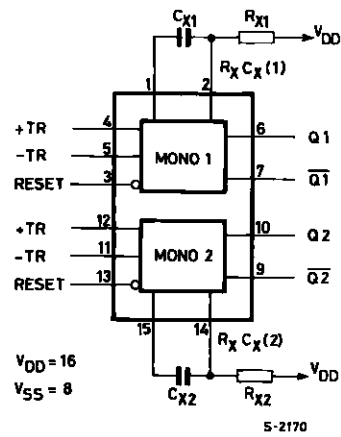 CX1
RX1
VDD
1
2
RX CX(1)
+TR
4
6
Q1
-TR
5
MONO 1
7
Q1
RESET
3
+TR
12
10
Q2
-TR
11
MONO 2
9
Q2
RESET
13
15
14
RX CX(2)
VDD = 16
VSS = 8
CX2
RX2
VDD
S-2170